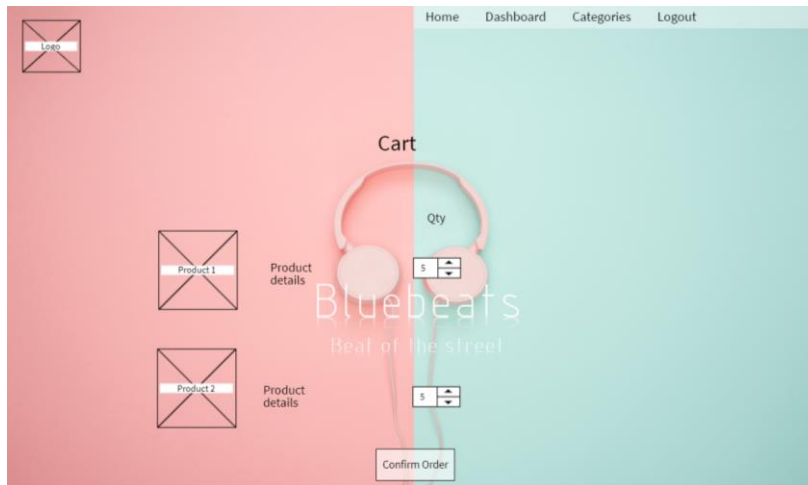 Home Dashboard Categories Logout
Logo
Cart
Qty
Product 1
Product
details
5
Bluebeats
Beat of the street
Product 2
Product
details
5
Confirm Order